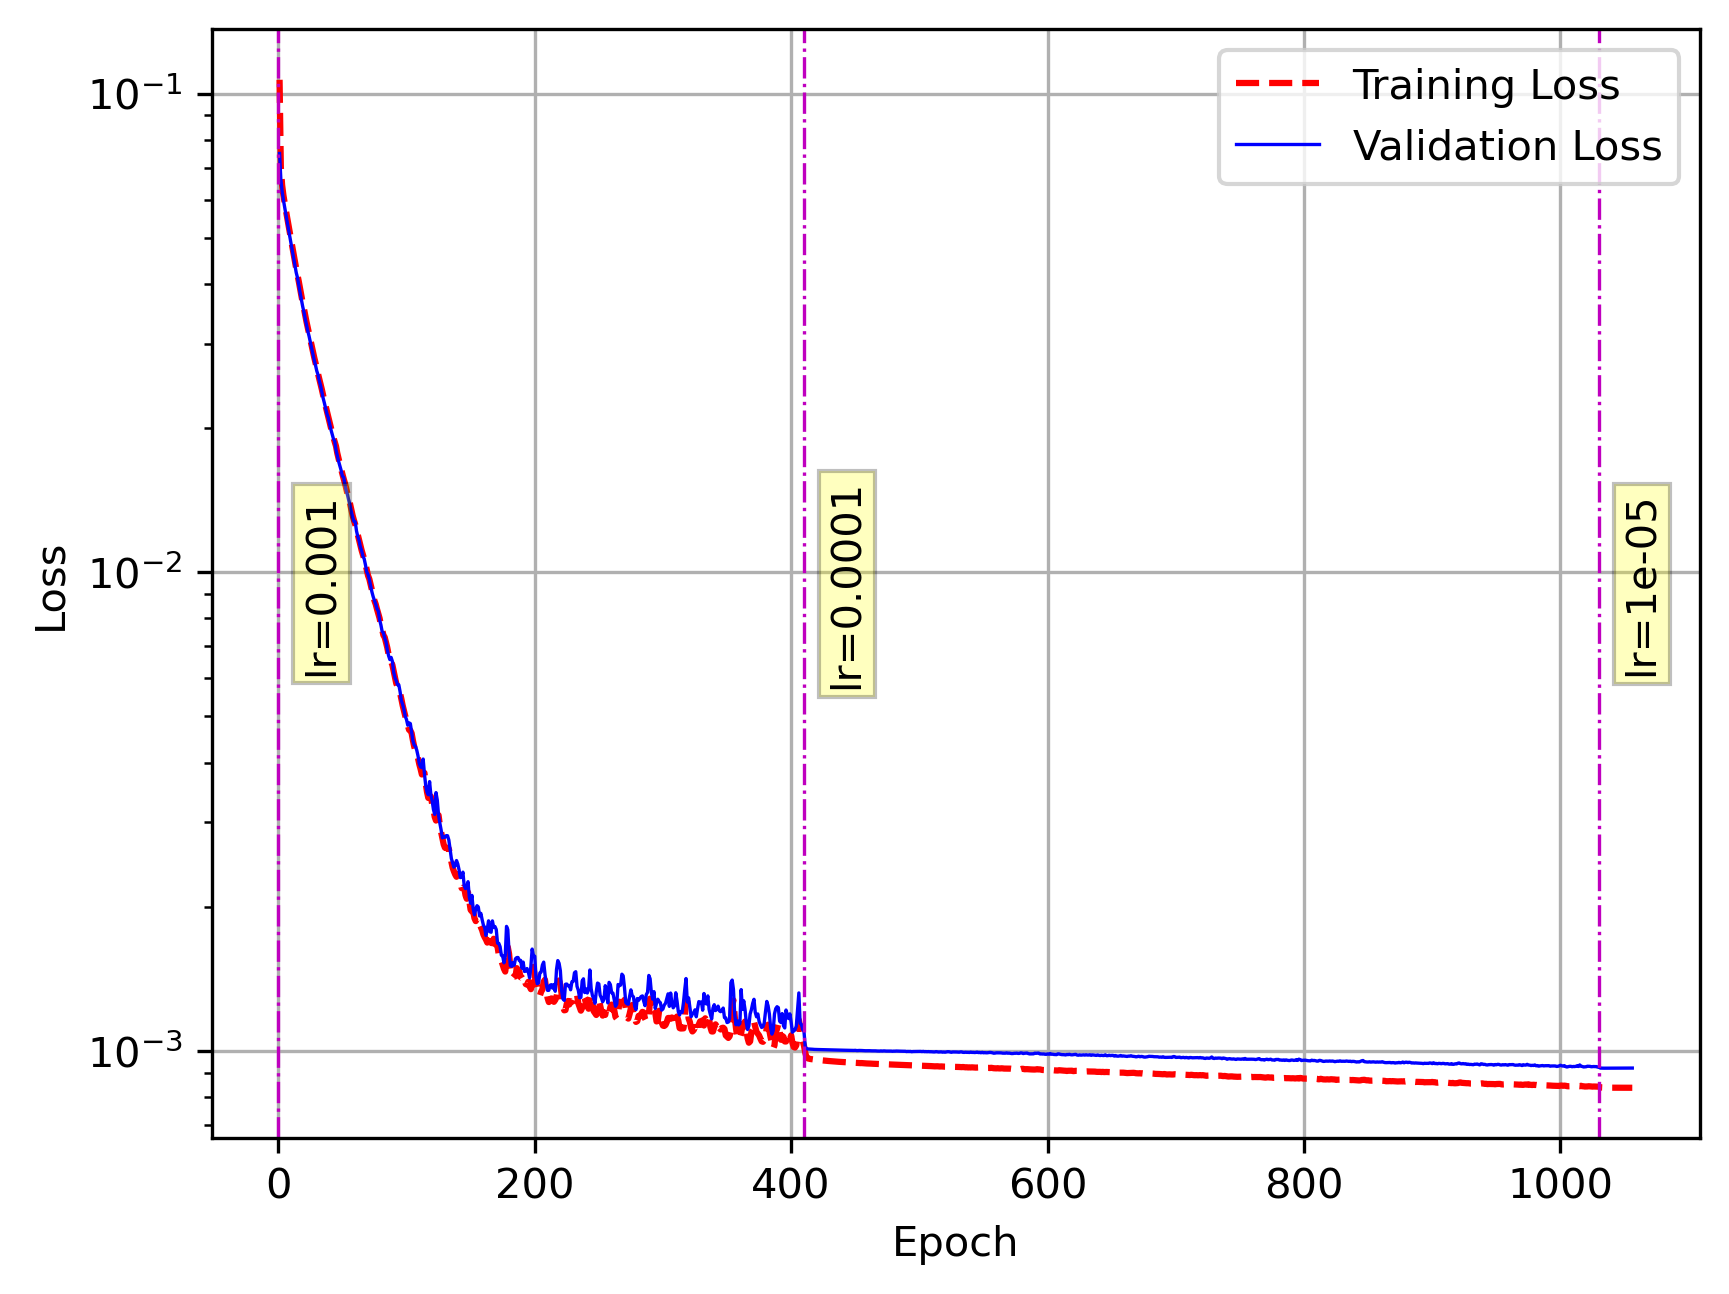 10⁻¹
10⁻²
10⁻³
Loss
Training Loss
Validation Loss
lr=0.001
lr=0.0001
lr=1e-05
0 200 400 600 800 1000
Epoch